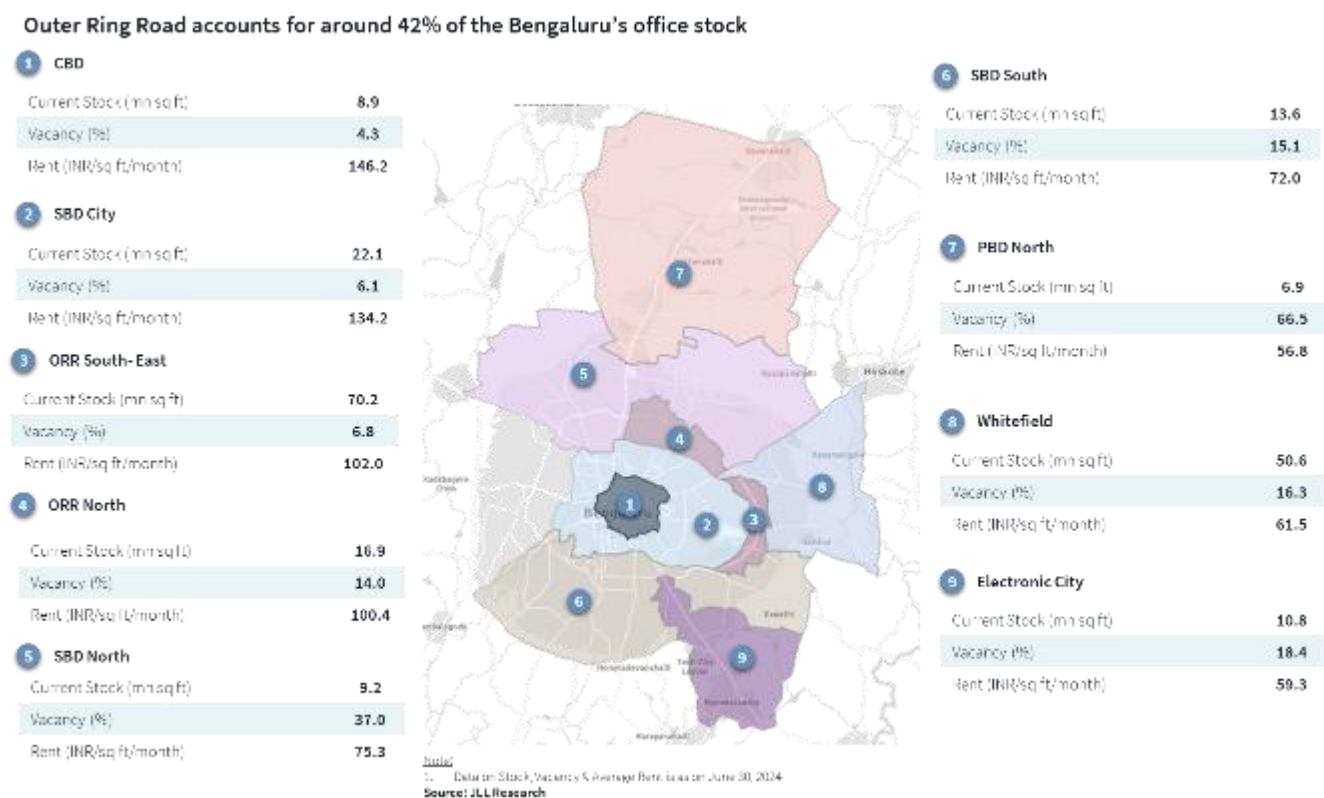 Outer Ring Road accounts for around 42% of the Bengaluru's office stock
1 CBD
Current Stock (mn sq ft) 8.9
Vacancy (%) 4.3
Rent (INR/sq ft/month) 146.2
2 SBD City
Current Stock (mn sq ft) 22.1
Vacancy (%) 6.1
Rent (INR/sq ft/month) 134.2
3 ORR South-East
Current Stock (mn sq ft) 70.2
Vacancy (%) 6.8
Rent (INR/sq ft/month) 102.0
4 ORR North
Current Stock (mn sq ft) 16.9
Vacancy (%) 14.0
Rent (INR/sq ft/month) 100.4
5 SBD North
Current Stock (mn sq ft) 9.2
Vacancy (%) 37.0
Rent (INR/sq ft/month) 75.3
7
5
4
8
1
3
2
6
9
Hoskote
Note:
1. Data on Stock, Vacancy & Average Rent is as on June 30, 2024
Source: JLL Research
6 SBD South
Current Stock (mn sq ft) 13.6
Vacancy (%) 15.1
Rent (INR/sq ft/month) 72.0
7 PBD North
Current Stock (mn sq ft) 6.9
Vacancy (%) 66.5
Rent (INR/sq ft/month) 56.8
8 Whitefield
Current Stock (mn sq ft) 50.6
Vacancy (%) 16.3
Rent (INR/sq ft/month) 61.5
9 Electronic City
Current Stock (mn sq ft) 10.8
Vacancy (%) 18.4
Rent (INR/sq ft/month) 59.3